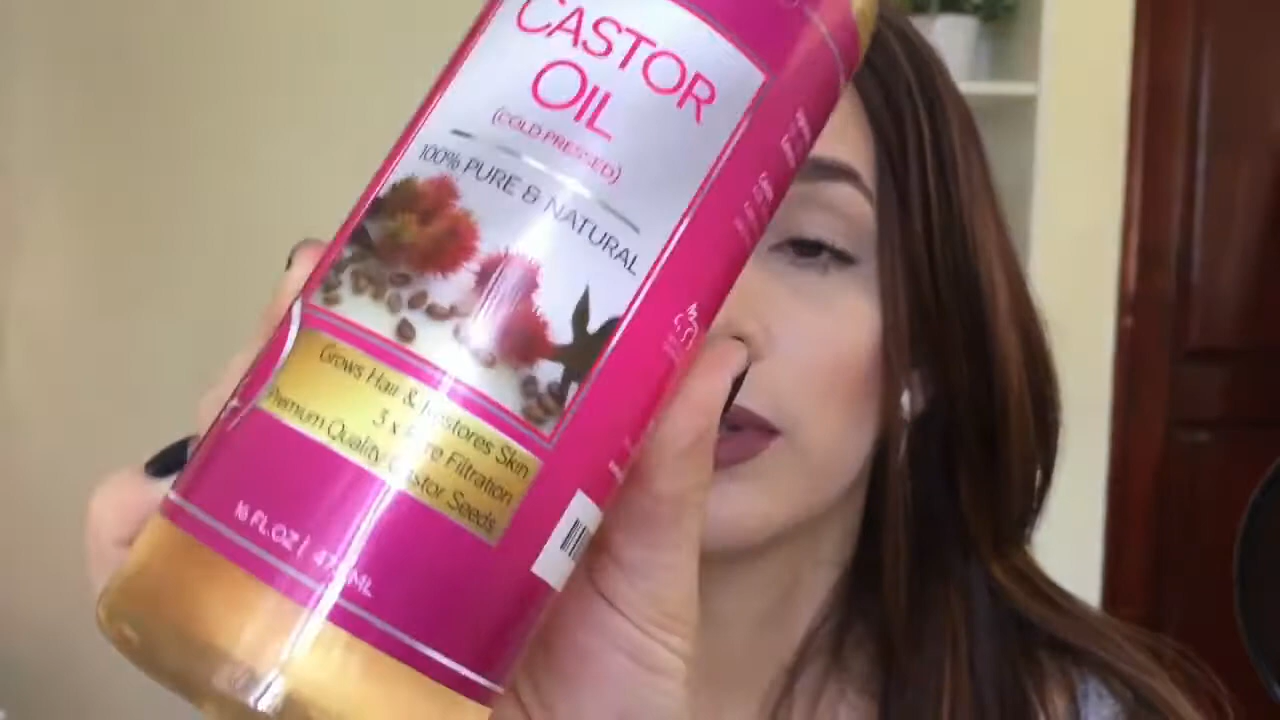 CASTOR
OIL
(COLD PRESSED)
100% PURE & NATURAL
Grows Hair & Restores Skin
3 x Filtration
Premium Quality Castor Seeds
16 FL.OZ | ML